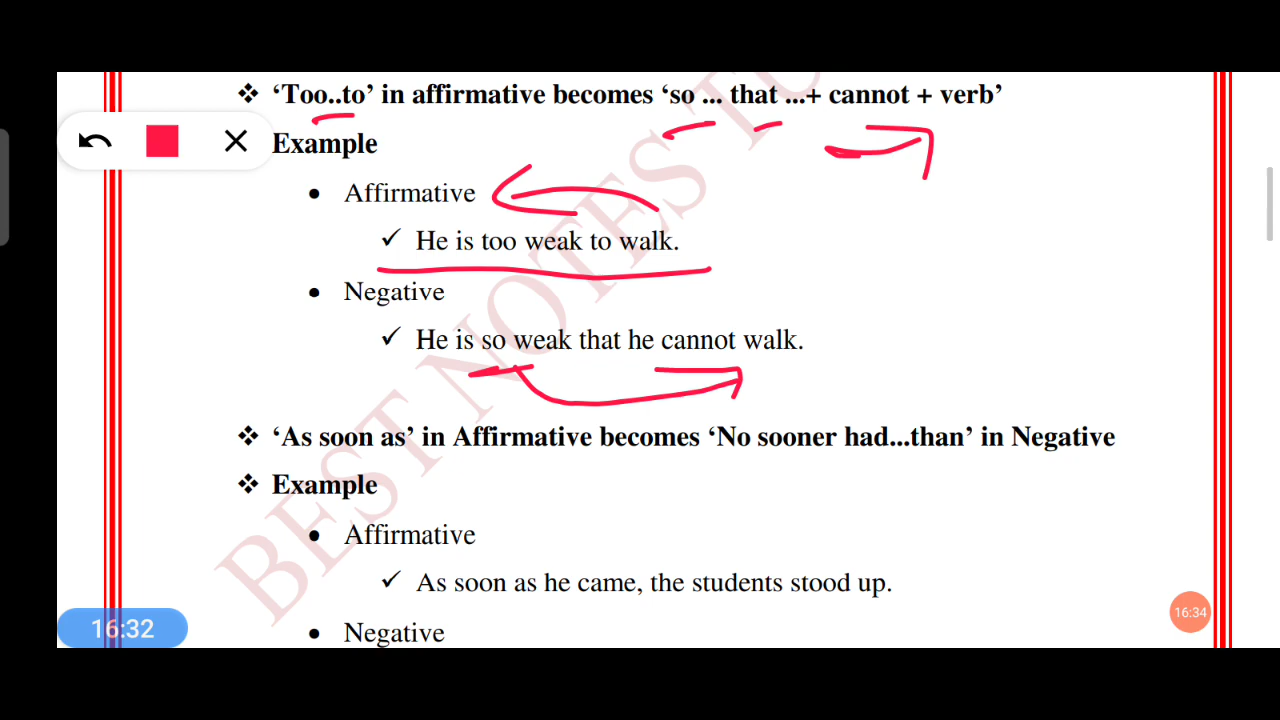 ❖ ‘Too..to’ in affirmative becomes ‘so ... that ...+ cannot + verb’
Example
• Affirmative
✓ He is too weak to walk.
• Negative
✓ He is so weak that he cannot walk.
❖ ‘As soon as’ in Affirmative becomes ‘No sooner had...than’ in Negative
❖ Example
• Affirmative
✓ As soon as he came, the students stood up.
• Negative
16:32
16:34
BEST NOTES